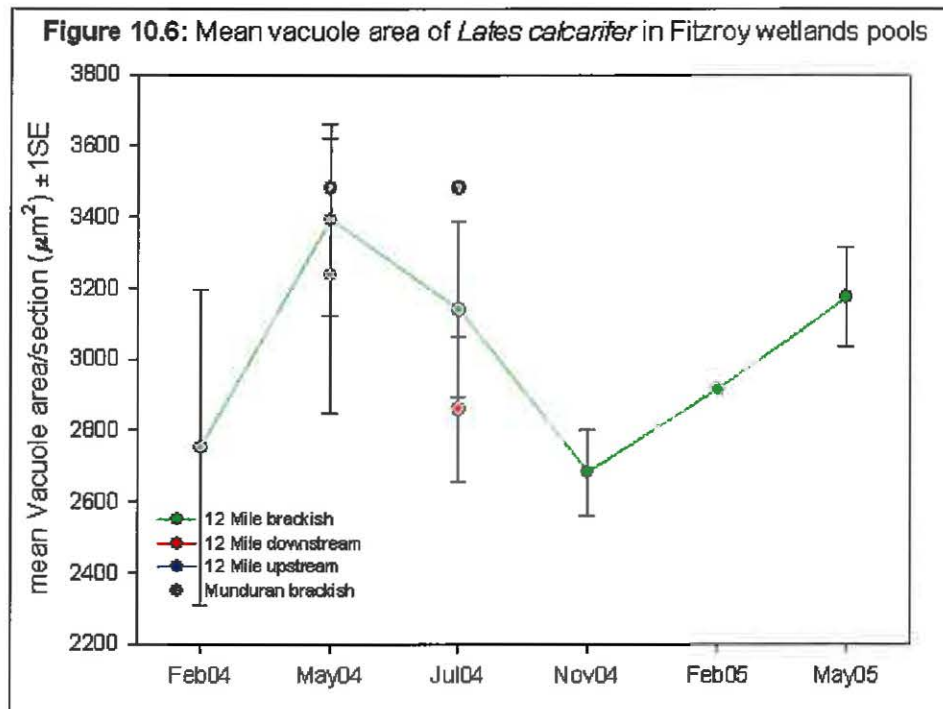 Figure 10.6: Mean vacuole area of Lates calcarifer in Fitzroy wetlands pools
mean Vacuole area/section (µm²) ± 1SE
3800
3600
3400
3200
3000
2800
2600
2400
2200
12 Mile brackish
12 Mile downstream
12 Mile upstream
Munduran brackish
Feb04 May04 Jul04 Nov04 Feb05 May05